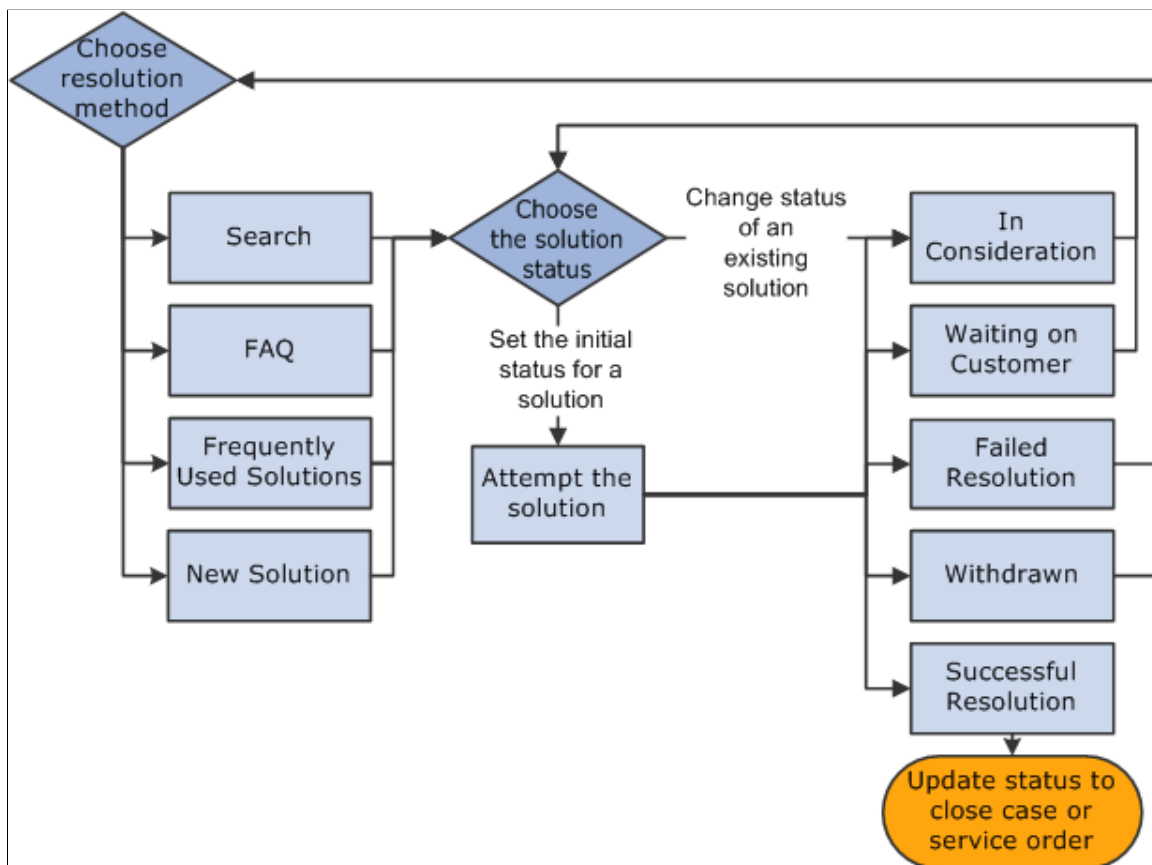 Choose
resolution
method
Search
FAQ
Frequently
Used Solutions
New Solution
Choose
the solution
status
Change status
of an
existing
solution
Set the initial
status for a
solution
Attempt the
solution
In
Consideration
Waiting on
Customer
Failed
Resolution
Withdrawn
Successful
Resolution
Update status to
close case or
service order